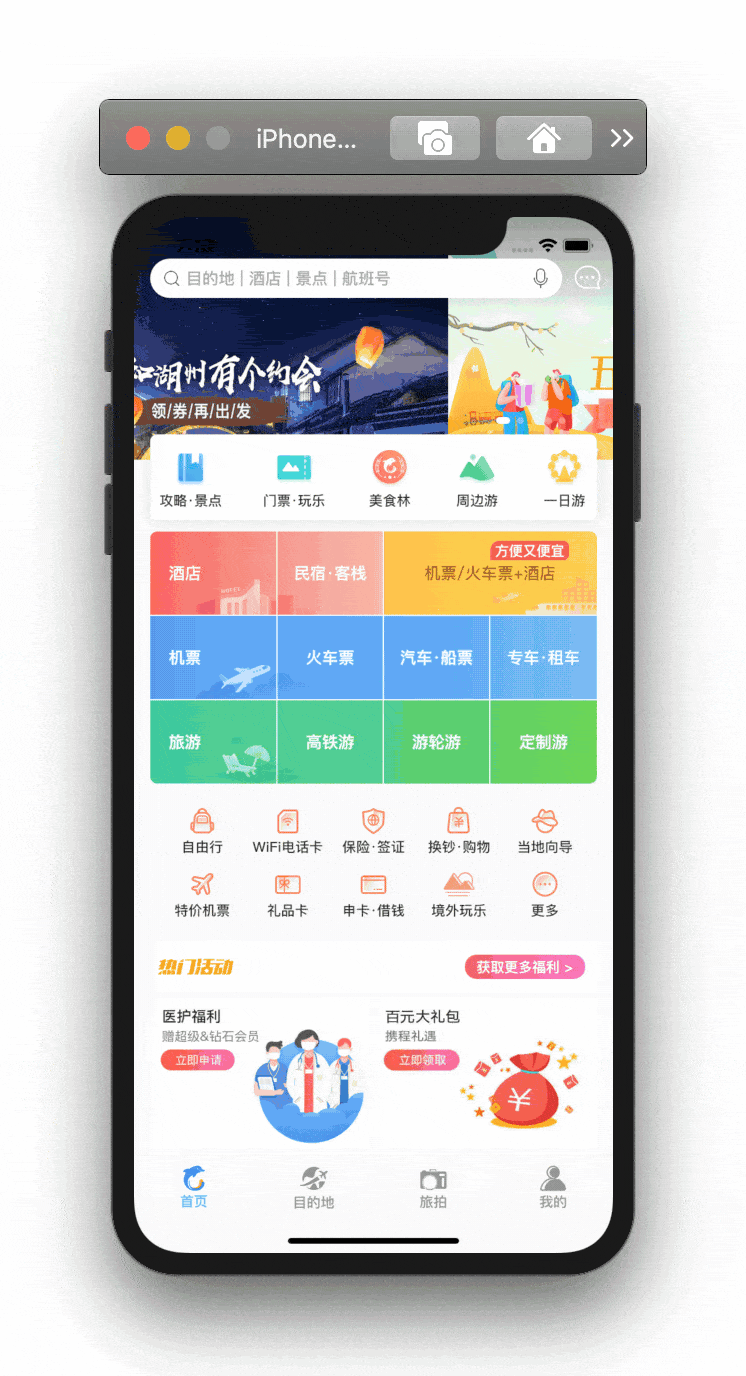 iPhone...
目的地 | 酒店 | 景点 | 航班号
和湖州有个约会
领/券/再/出/发
五
攻略·景点 门票·玩乐 美食林 周边游 一日游
方便又便宜
酒店 民宿·客栈 机票/火车票+酒店
机票 火车票 汽车·船票 专车·租车
旅游 高铁游 游轮游 定制游
自由行 WiFi电话卡 保险·签证 换钞·购物 当地向导
特价机票 礼品卡 申卡·借钱 境外玩乐 更多
热门活动 获取更多福利 >
医护福利 百元大礼包
赠超级&钻石会员 携程礼遇
立即申请 立即领取
首页 目的地 旅拍 我的